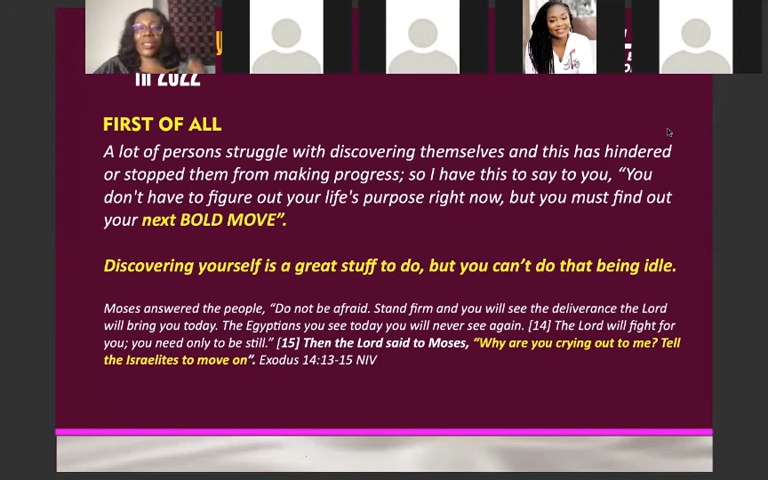 In 2022
FIRST OF ALL
A lot of persons struggle with discovering themselves and this has hindered
or stopped them from making progress; so I have this to say to you, “You
don't have to figure out your life's purpose right now, but you must find out
your next BOLD MOVE”.
Discovering yourself is a great stuff to do, but you can’t do that being idle.
Moses answered the people, “Do not be afraid. Stand firm and you will see the deliverance the Lord
will bring you today. The Egyptians you see today you will never see again. [14] The Lord will fight for
you; you need only to be still.” [15] Then the Lord said to Moses, “Why are you crying out to me? Tell
the Israelites to move on”. Exodus 14:13-15 NIV